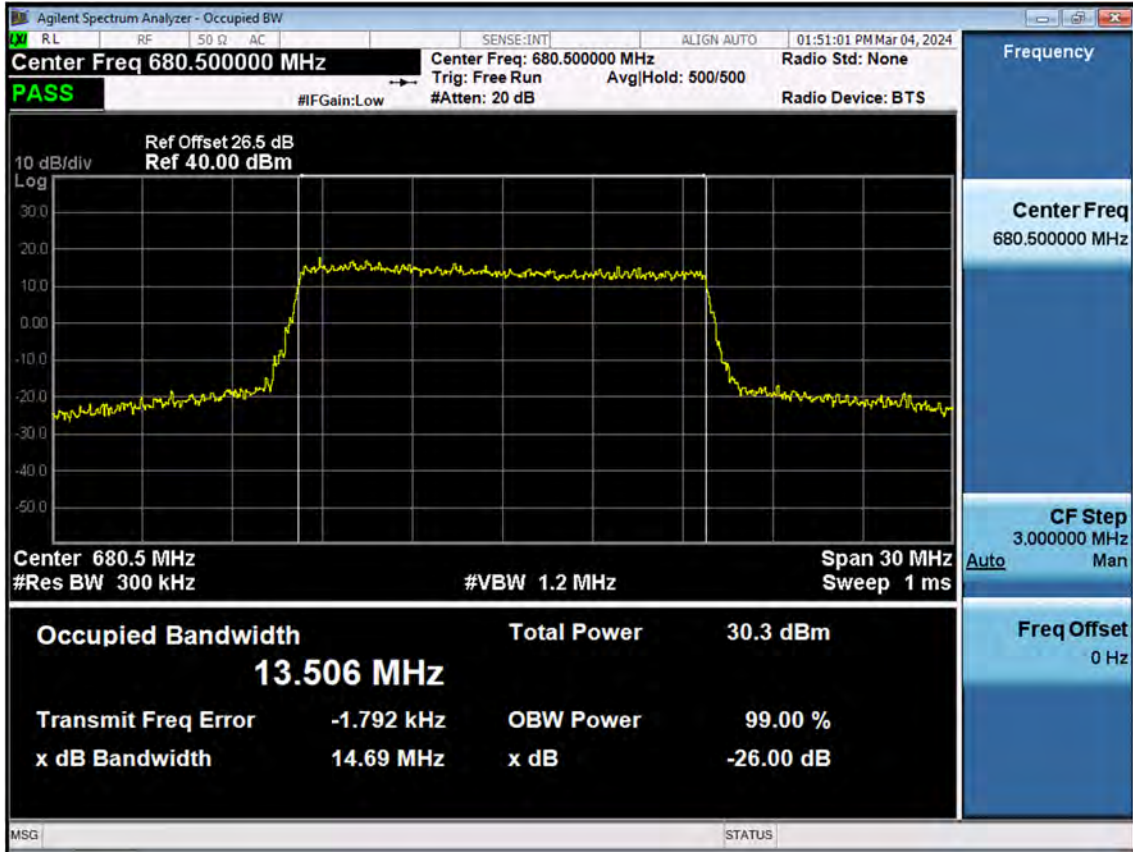 Agilent Spectrum Analyzer - Occupied BW
LXI RL RF 50 Ω AC SENSE:INT ALIGN AUTO 01:51:01 PM Mar 04, 2024
Center Freq 680.500000 MHz
Center Freq: 680.500000 MHz
Radio Std: None
Trig: Free Run Avg|Hold: 500/500
PASS
#IFGain:Low
#Atten: 20 dB
Radio Device: BTS
Ref Offset 26.5 dB
10 dB/div Ref 40.00 dBm
Log
30.0
20.0
10.0
0.00
-10.0
-20.0
-30.0
-40.0
-50.0
Center 680.5 MHz Span 30 MHz
#Res BW 300 kHz #VBW 1.2 MHz Sweep 1 ms
Occupied Bandwidth Total Power 30.3 dBm
13.506 MHz
Transmit Freq Error -1.792 kHz OBW Power 99.00 %
x dB Bandwidth 14.69 MHz x dB -26.00 dB
MSG STATUS
Frequency
Center Freq
680.500000 MHz
CF Step
3.000000 MHz
Auto Man
Freq Offset
0 Hz